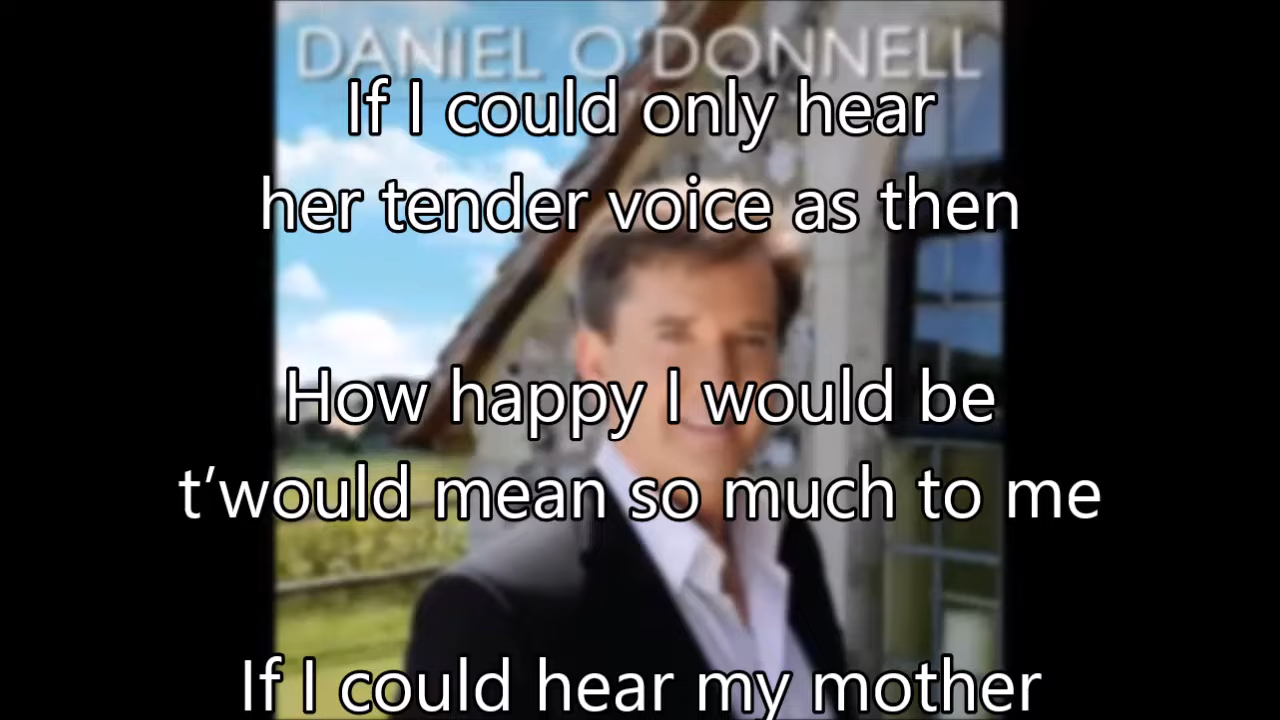 DANIEL O'DONNELL
If I could only hear
her tender voice as then
How happy I would be
t’would mean so much to me
If I could hear my mother